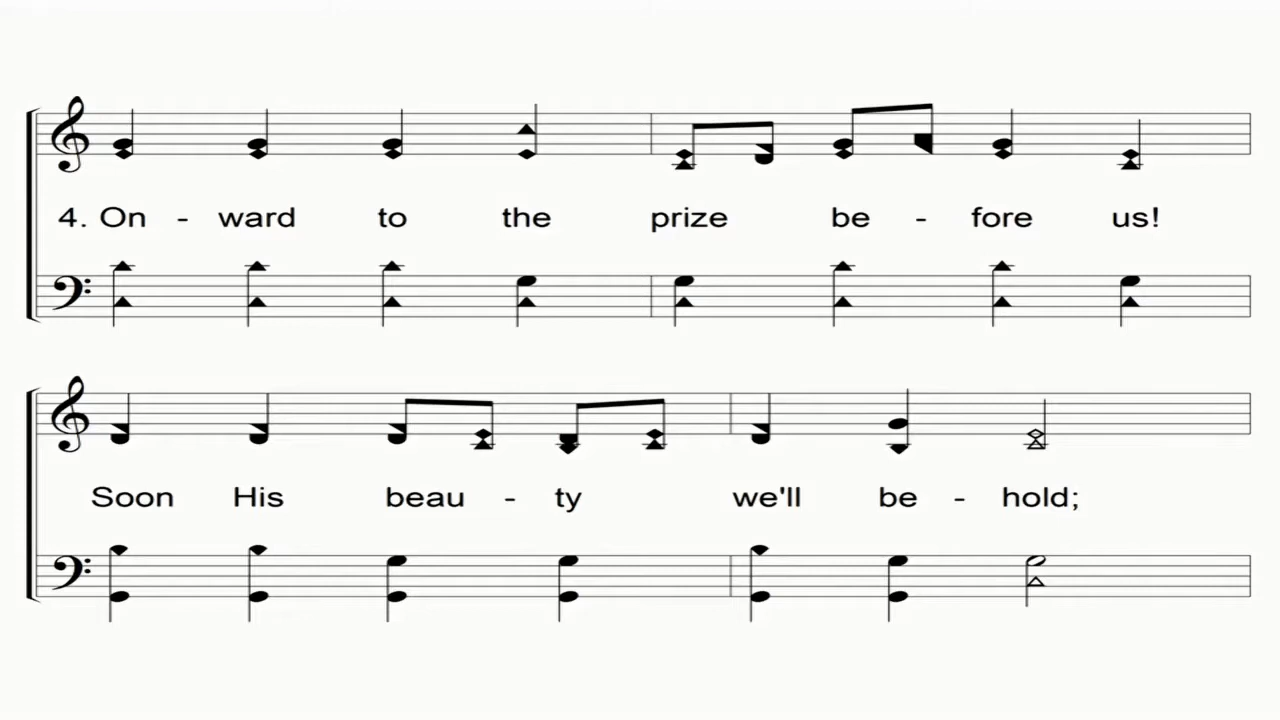 4. On - ward to the prize be - fore us!
Soon His beau - ty we'll be - hold;